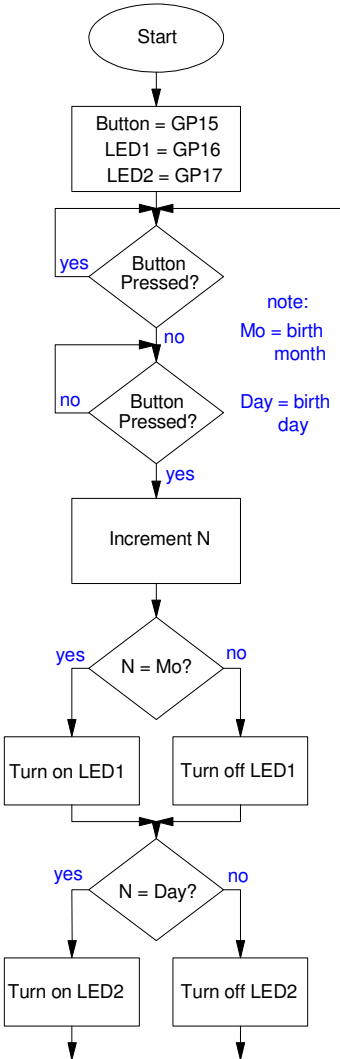 Start
Button = GP15
LED1 = GP16
LED2 = GP17
yes
Button
Pressed?
no
note:
Mo = birth
month
Day = birth
day
no
Button
Pressed?
yes
Increment N
yes
N = Mo?
no
Turn on LED1
Turn off LED1
yes
N = Day?
no
Turn on LED2
Turn off LED2